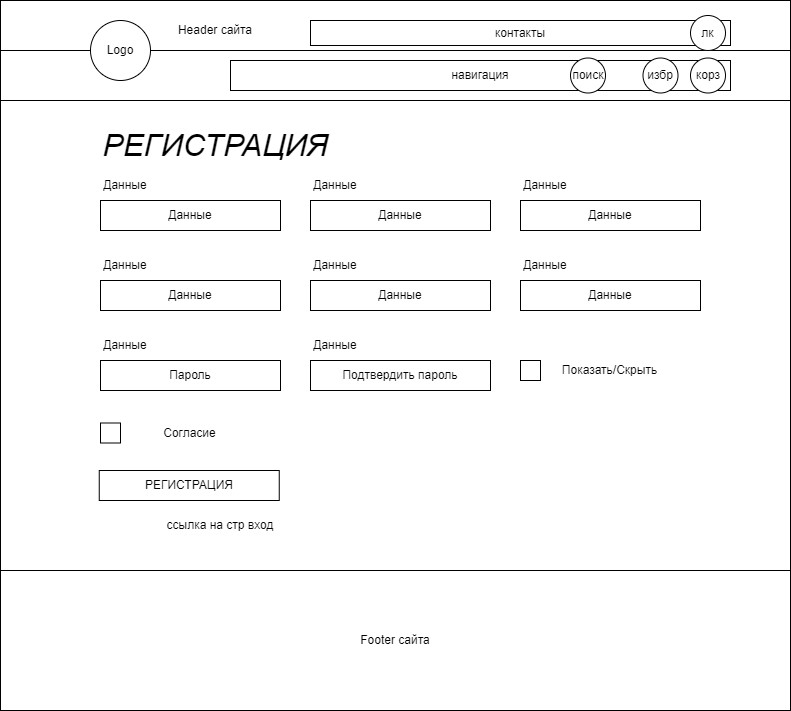 Header сайта
контакты
лк
Logo
навигация
поиск
избр
корз
РЕГИСТРАЦИЯ
Данные
Данные
Данные
Данные
Данные
Данные
Данные
Данные
Данные
Данные
Данные
Данные
Данные
Данные
Пароль
Подтвердить пароль
Показать/Скрыть
Согласие
РЕГИСТРАЦИЯ
ссылка на стр вход
Footer сайта